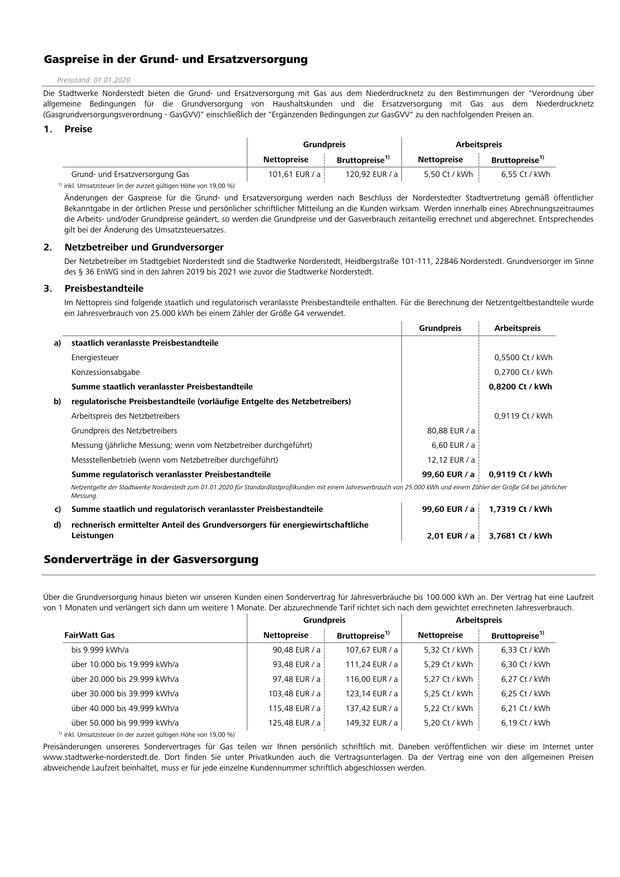 Gaspreise in der Grund- und Ersatzversorgung
Preisstand: 01.01.2020
Die Stadtwerke Norderstedt bieten die Grund- und Ersatzversorgung mit Gas aus dem Niederdrucknetz zu den Bestimmungen der "Verordnung über
allgemeine Bedingungen für die Grundversorgung von Haushaltskunden und die Ersatzversorgung mit Gas aus dem Niederdrucknetz
(Gasgrundversorgungsverordnung - GasGVV)" einschließlich der "Ergänzenden Bedingungen zur GasGVV" zu den nachfolgenden Preisen an.
1. Preise
Grundpreis Arbeitspreis
Nettopreise Bruttopreise1) Nettopreise Bruttopreise1)
Grund- und Ersatzversorgung Gas 101,61 EUR / a 120,92 EUR / a 5,50 Ct / kWh 6,55 Ct / kWh
1) inkl. Umsatzsteuer (in der zurzeit gültigen Höhe von 19,00 %)
Änderungen der Gaspreise für die Grund- und Ersatzversorgung werden nach Beschluss der Norderstedter Stadtvertretung gemäß öffentlicher
Bekanntgabe in der örtlichen Presse und persönlicher schriftlicher Mitteilung an die Kunden wirksam. Werden innerhalb eines Abrechnungszeitraumes
die Arbeits- und/oder Grundpreise geändert, so werden die Grundpreise und der Gasverbrauch zeitanteilig errechnet und abgerechnet. Entsprechendes
gilt bei der Änderung des Umsatzsteuersatzes.
2. Netzbetreiber und Grundversorger
Der Netzbetreiber im Stadtgebiet Norderstedt sind die Stadtwerke Norderstedt, Heidbergstraße 101-111, 22846 Norderstedt. Grundversorger im Sinne
des § 36 EnWG sind in den Jahren 2019 bis 2021 wie zuvor die Stadtwerke Norderstedt.
3. Preisbestandteile
Im Nettopreis sind folgende staatlich und regulatorisch veranlasste Preisbestandteile enthalten. Für die Berechnung der Netzentgeltbestandteile wurde
ein Jahresverbrauch von 25.000 kWh bei einem Zähler der Größe G4 verwendet.
Grundpreis Arbeitspreis
a) staatlich veranlasste Preisbestandteile
Energiesteuer 0,5500 Ct / kWh
Konzessionsabgabe 0,2700 Ct / kWh
Summe staatlich veranlasster Preisbestandteile 0,8200 Ct / kWh
b) regulatorische Preisbestandteile (vorläufige Entgelte des Netzbetreibers)
Arbeitspreis des Netzbetreibers 0,9119 Ct / kWh
Grundpreis des Netzbetreibers 80,88 EUR / a
Messung (jährliche Messung; wenn vom Netzbetreiber durchgeführt) 6,60 EUR / a
Messstellenbetrieb (wenn vom Netzbetreiber durchgeführt) 12,12 EUR / a
Summe regulatorisch veranlasster Preisbestandteile 99,60 EUR / a 0,9119 Ct / kWh
Netzentgelte der Stadtwerke Norderstedt zum 01.01.2020 für Standardlastprofilkunden mit einem Jahresverbrauch von 25.000 kWh und einem Zähler der Größe G4 bei jährlicher
Messung.
c) Summe staatlich und regulatorisch veranlasster Preisbestandteile 99,60 EUR / a 1,7319 Ct / kWh
d) rechnerisch ermittelter Anteil des Grundversorgers für energiewirtschaftliche
Leistungen 2,01 EUR / a 3,7681 Ct / kWh
Sonderverträge in der Gasversorgung
Über die Grundversorgung hinaus bieten wir unseren Kunden einen Sondervertrag für Jahresverbräuche bis 100.000 kWh an. Der Vertrag hat eine Laufzeit
von 1 Monaten und verlängert sich dann um weitere 1 Monate. Der abzurechnende Tarif richtet sich nach dem gewichtet errechneten Jahresverbrauch.
Grundpreis Arbeitspreis
FairWatt Gas Nettopreise Bruttopreise1) Nettopreise Bruttopreise1)
bis 9.999 kWh/a 90,48 EUR / a 107,67 EUR / a 5,32 Ct / kWh 6,33 Ct / kWh
über 10.000 bis 19.999 kWh/a 93,48 EUR / a 111,24 EUR / a 5,29 Ct / kWh 6,30 Ct / kWh
über 20.000 bis 29.999 kWh/a 97,48 EUR / a 116,00 EUR / a 5,27 Ct / kWh 6,27 Ct / kWh
über 30.000 bis 39.999 kWh/a 103,48 EUR / a 123,14 EUR / a 5,25 Ct / kWh 6,25 Ct / kWh
über 40.000 bis 49.999 kWh/a 115,48 EUR / a 137,42 EUR / a 5,22 Ct / kWh 6,21 Ct / kWh
über 50.000 bis 99.999 kWh/a 125,48 EUR / a 149,32 EUR / a 5,20 Ct / kWh 6,19 Ct / kWh
1) inkl. Umsatzsteuer (in der zurzeit gültigen Höhe von 19,00 %)
Preisänderungen unsereres Sondervertrages für Gas teilen wir Ihnen persönlich schriftlich mit. Daneben veröffentlichen wir diese im Internet unter
www.stadtwerke-norderstedt.de. Dort finden Sie unter Privatkunden auch die Vertragsunterlagen. Da der Vertrag eine von den allgemeinen Preisen
abweichende Laufzeit beinhaltet, muss er für jede einzelne Kundennummer schriftlich abgeschlossen werden.